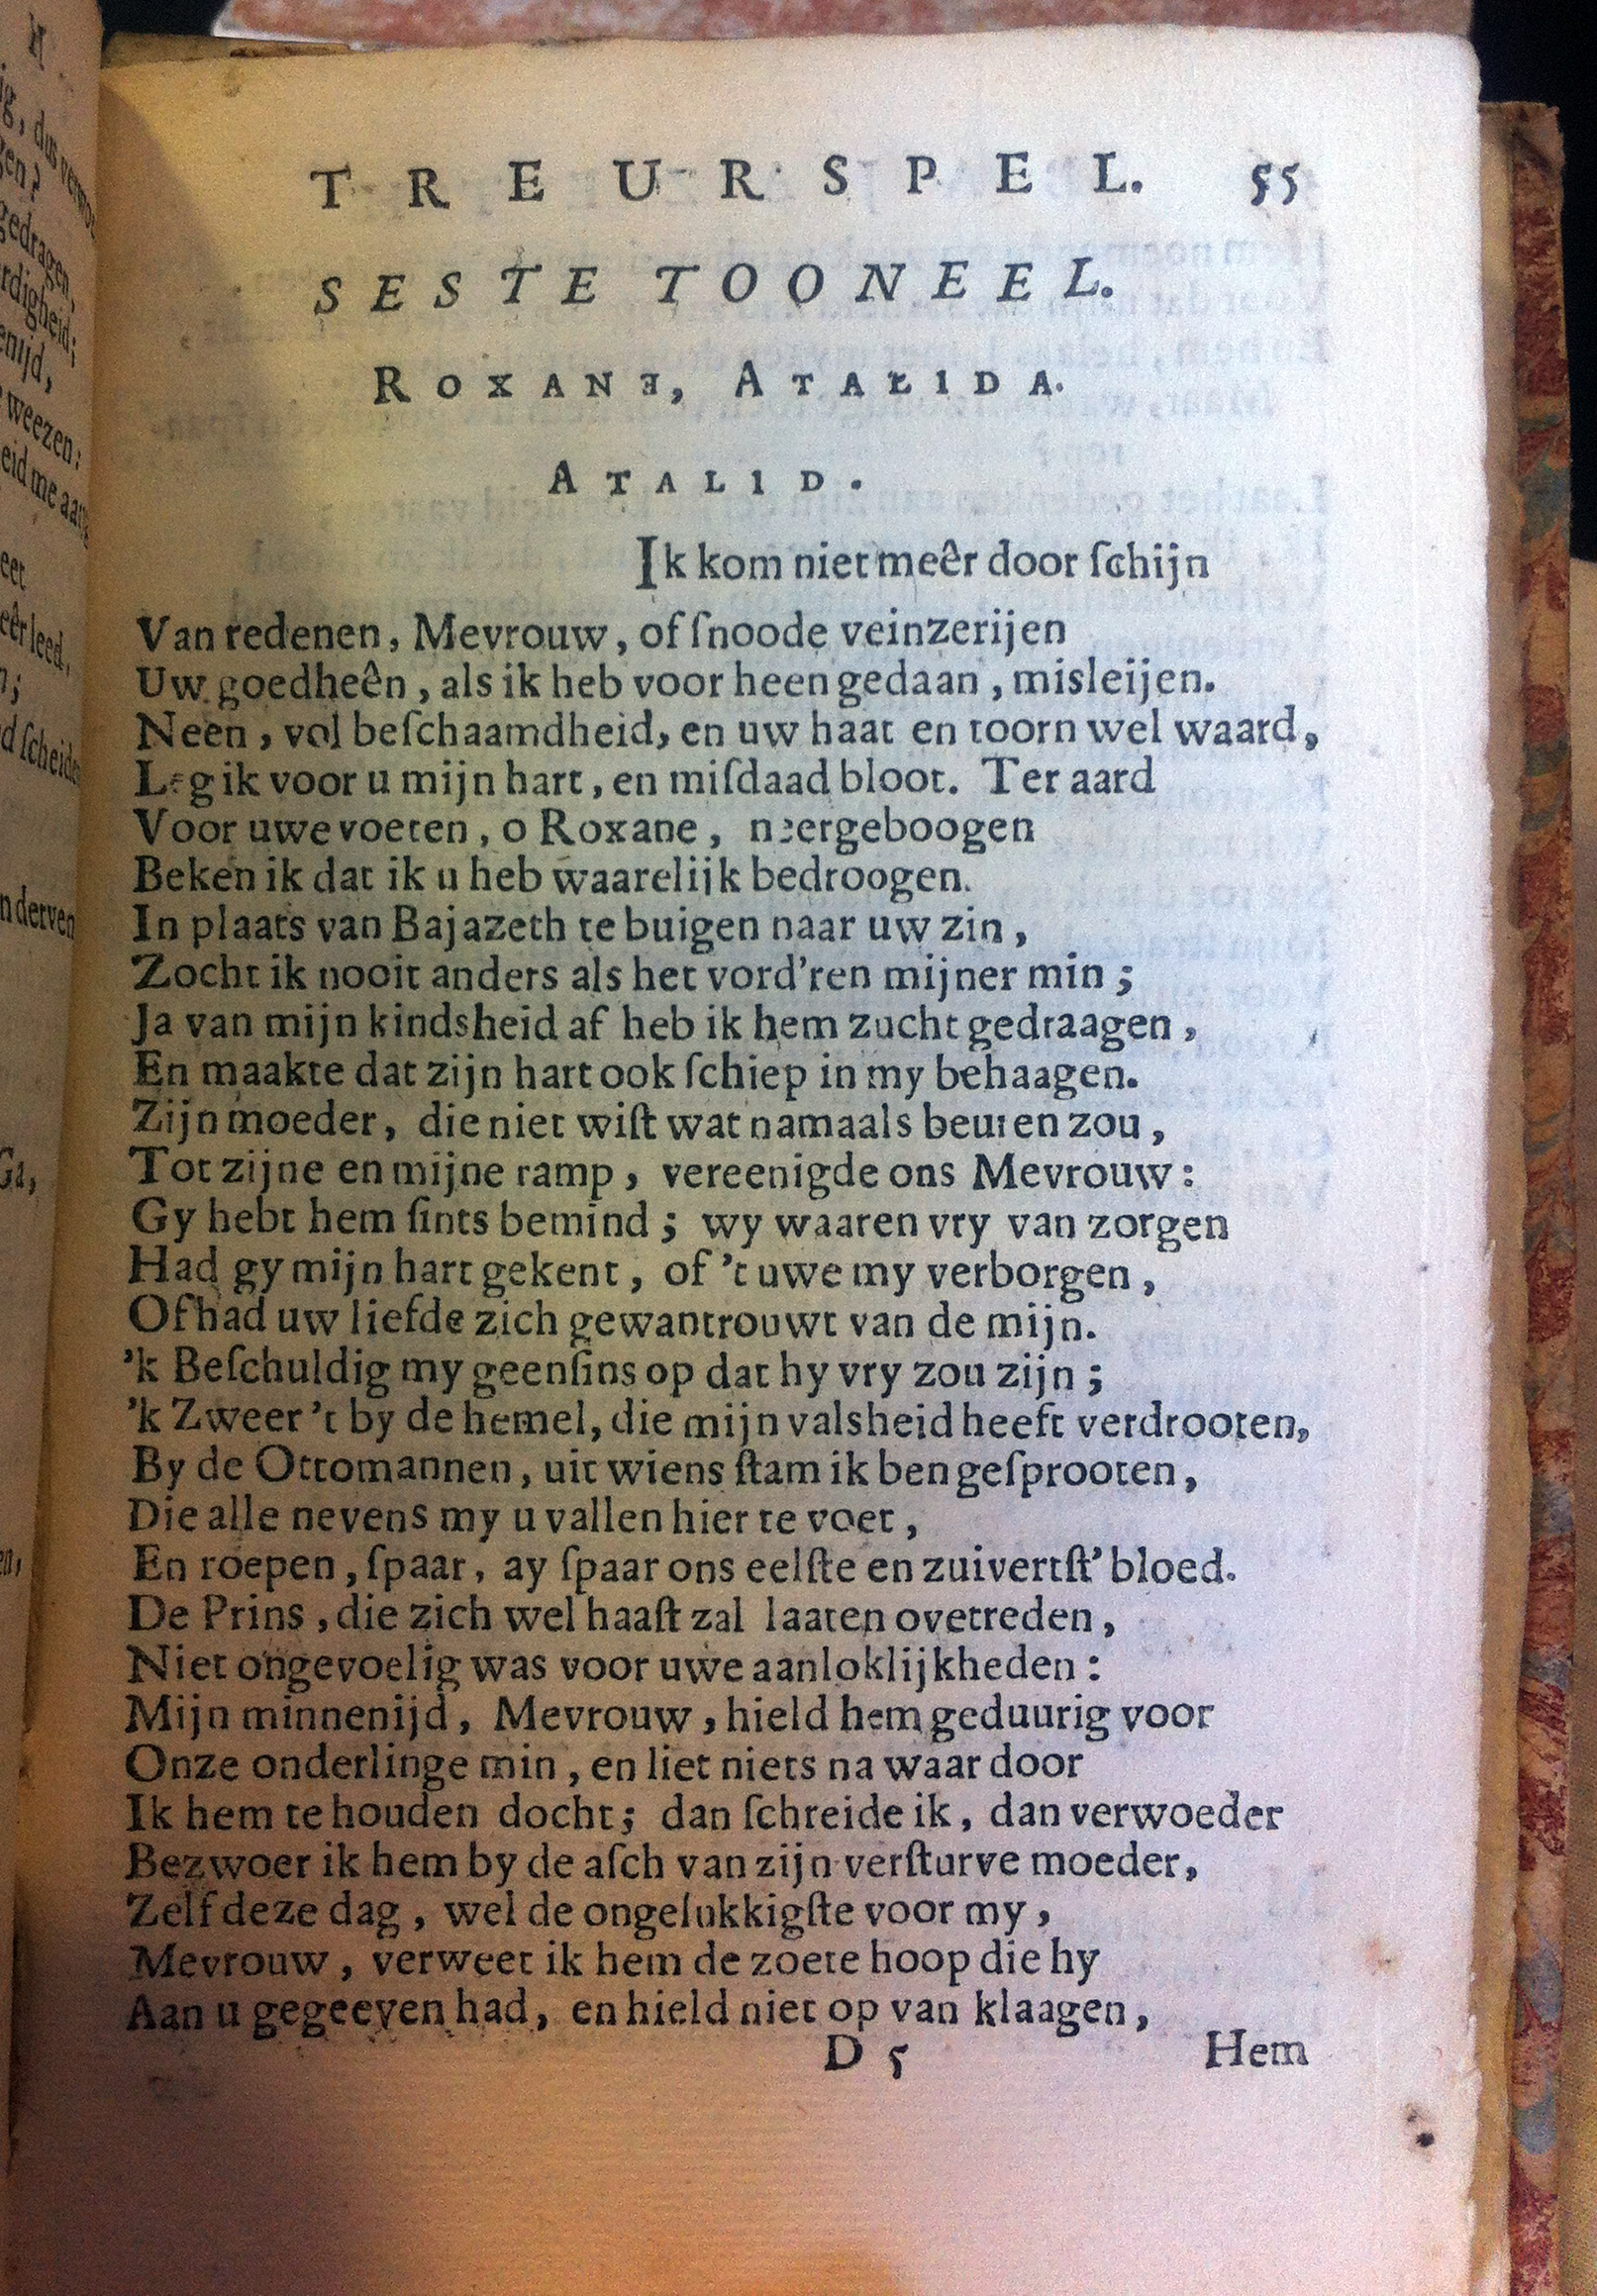 TREURSPEL. 55
SESTE TOONEEL.
ROXANE, ATALIDA.
ATALID.
Ik kom niet meêr door ſchijn
Van redenen, Mevrouw, of ſnoode veinzerijen
Uw goedheên, als ik heb voor heen gedaan, misleijen.
Neen, vol beſchaamdheid, en uw haat en toorn wel waard,
Leg ik voor u mijn hart, en miſdaad bloot. Ter aard
Voor uwe voeten, o Roxane, neergeboogen
Beken ik dat ik u heb waarelijk bedroogen.
In plaats van Bajazeth te buigen naar uw zin,
Zocht ik nooit anders als het vord'ren mijner min;
Ja van mijn kindsheid af heb ik hem zucht gedraagen,
En maakte dat zijn hart ook ſchiep in my behaagen.
Zijn moeder, die niet wiſt wat namaals beuren zou,
Tot zijne en mijne ramp, vereenigde ons Mevrouw:
Gy hebt hem ſints bemind; wy waaren vry van zorgen
Had gy mijn hart gekent, of 't uwe my verborgen,
Of had uw liefde zich gewantrouwt van de mijn.
'k Beſchuldig my geenſins op dat hy vry zou zijn;
'k Zweer 't by de hemel, die mijn valsheid heeft verdrooten,
By de Ottomannen, uit wiens ſtam ik ben geſprooten,
Die alle nevens my u vallen hier te voet,
En roepen, ſpaar, ay ſpaar ons eelſte en zuivertſt' bloed.
De Prins, die zich wel haaſt zal laaten overreden,
Niet ongevoelig was voor uwe aanloklijkheden:
Mijn minnenijd, Mevrouw, hield hem geduurig voor
Onze onderlinge min, en liet niets na waar door
Ik hem te houden docht; dan ſchreide ik, dan verwoeder
Bezwoer ik hem by de aſch van zijn verſturve moeder,
Zelf deze dag, wel de ongelukkigſte voor my,
Mevrouw, verweet ik hem de zoete hoop die hy
Aan u gegeeven had, en hield niet op van klaagen,
D 5 Hem